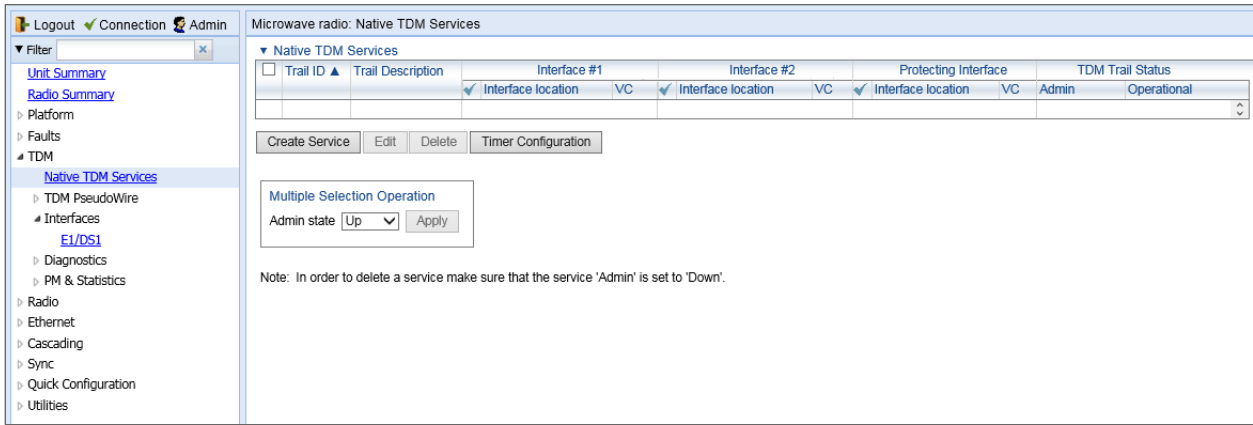 Logout Connection Admin
Filter
Unit Summary
Radio Summary
Platform
Faults
TDM
Native TDM Services
TDM PseudoWire
Interfaces
E1/DS1
Diagnostics
PM & Statistics
Radio
Ethernet
Cascading
Sync
Quick Configuration
Utilities
Microwave radio: Native TDM Services
Native TDM Services
Trail ID Trail Description Interface #1 Interface #2 Protecting Interface TDM Trail Status
Interface location VC Interface location VC Interface location VC Admin Operational
Create Service Edit Delete Timer Configuration
Multiple Selection Operation
Admin state Up Apply
Note: In order to delete a service make sure that the service 'Admin' is set to 'Down'.